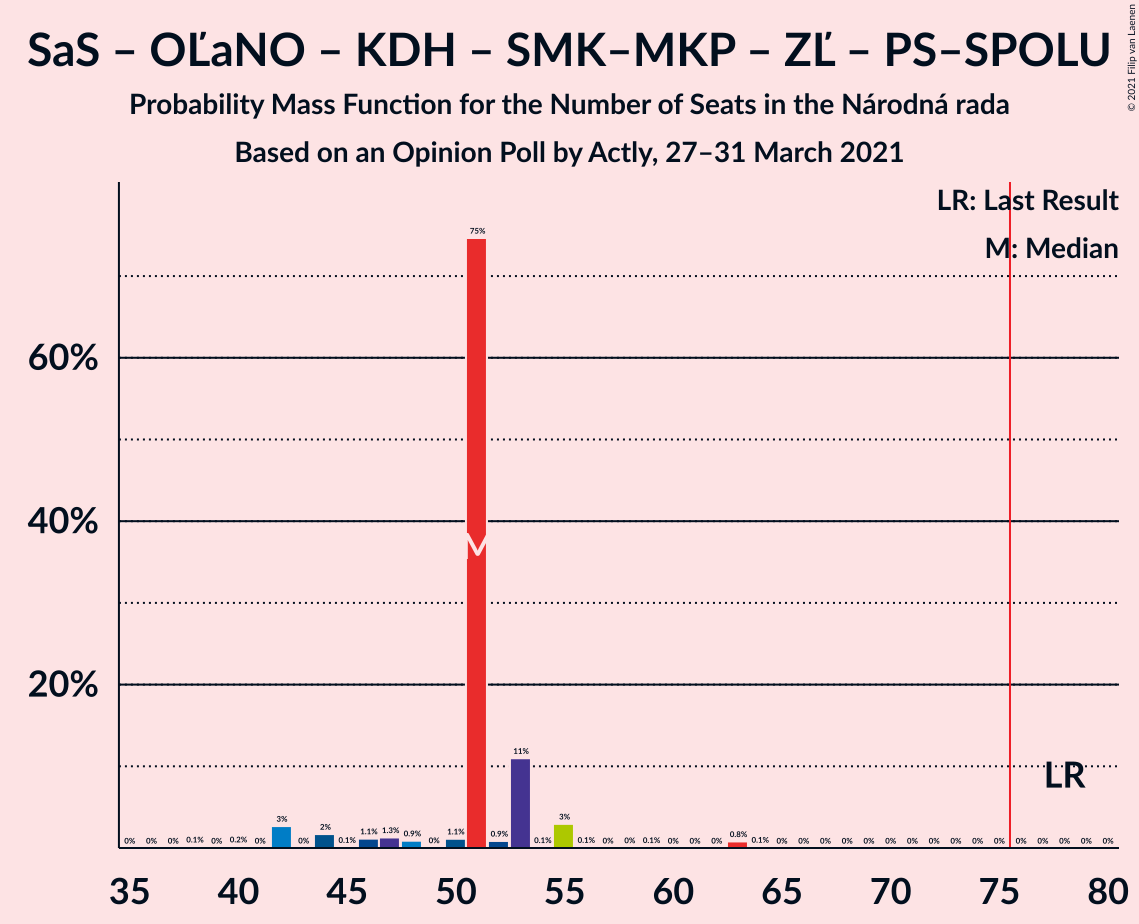 SaS – OĽaNO – KDH – SMK–MKP – ZĽ – PS–SPOLU
Probability Mass Function for the Number of Seats in the Národná rada
Based on an Opinion Poll by Actly, 27–31 March 2021
© 2021 Filip van Laenen
LR: Last Result
M: Median
60%
40%
20%
0% 0% 0% 0.1% 0% 0.2% 0% 3% 0% 2% 0.1% 1.1% 1.3% 0.9% 0% 1.1% 75% 0.9% 11% 0.1% 3% 0.1% 0% 0% 0.1% 0% 0% 0% 0.8% 0.1% 0% 0% 0% 0% 0% 0% 0% 0% 0% 0% 0% 0% 0% 0% 0% 0%
M
LR
35 40 45 50 55 60 65 70 75 80